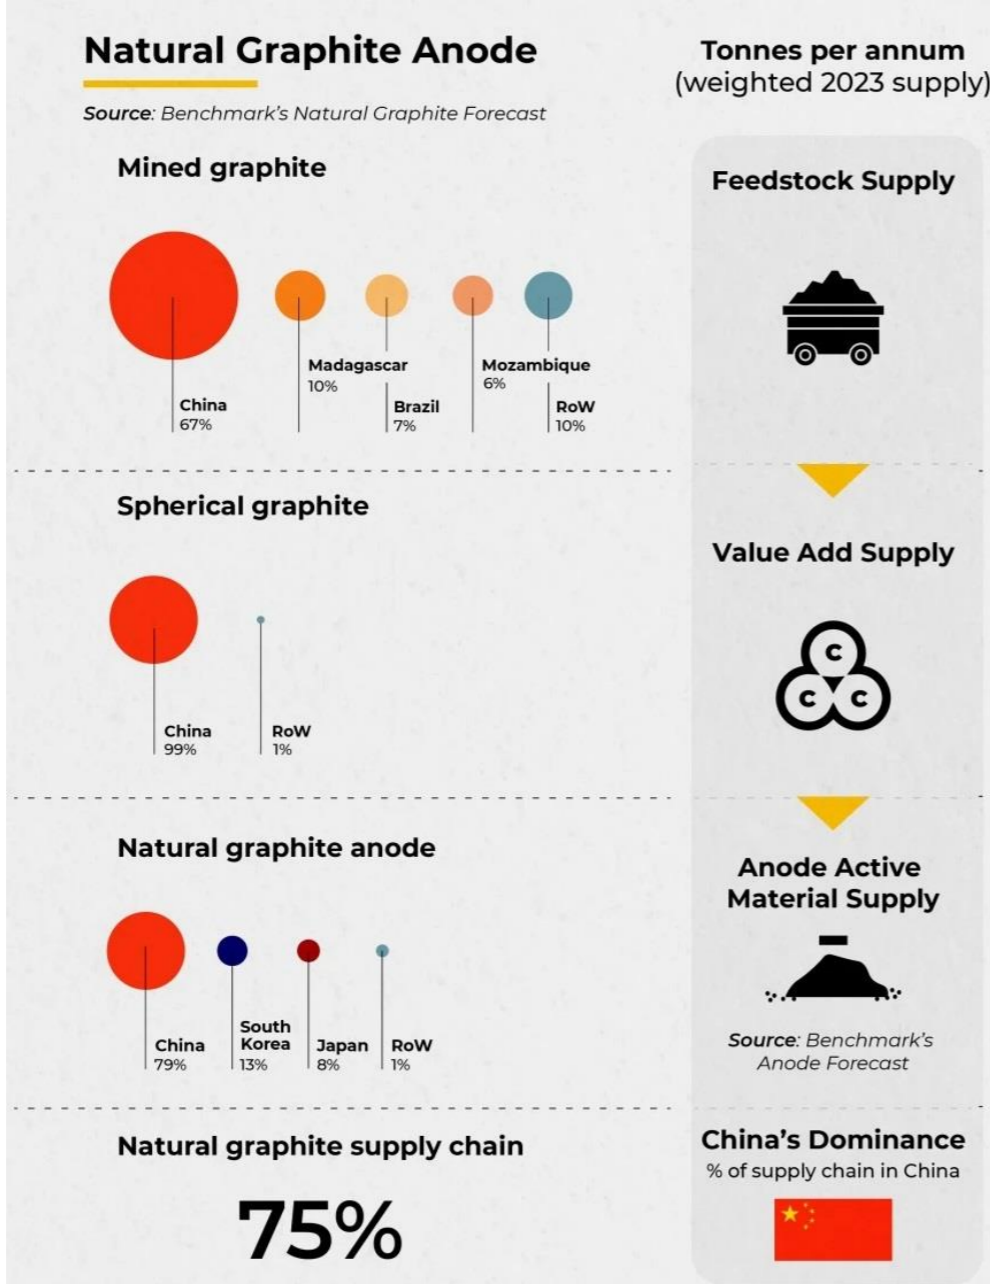 Natural Graphite Anode
Source: Benchmark's Natural Graphite Forecast
Tonnes per annum
(weighted 2023 supply)
Mined graphite
Feedstock Supply
China
67%
Madagascar
10%
Brazil
7%
Mozambique
6%
RoW
10%
Spherical graphite
Value Add Supply
C
C C
China
99%
RoW
1%
Natural graphite anode
Anode Active
Material Supply
China
79%
South
Korea
13%
Japan
8%
RoW
1%
Source: Benchmark's
Anode Forecast
Natural graphite supply chain
75%
China's Dominance
% of supply chain in China